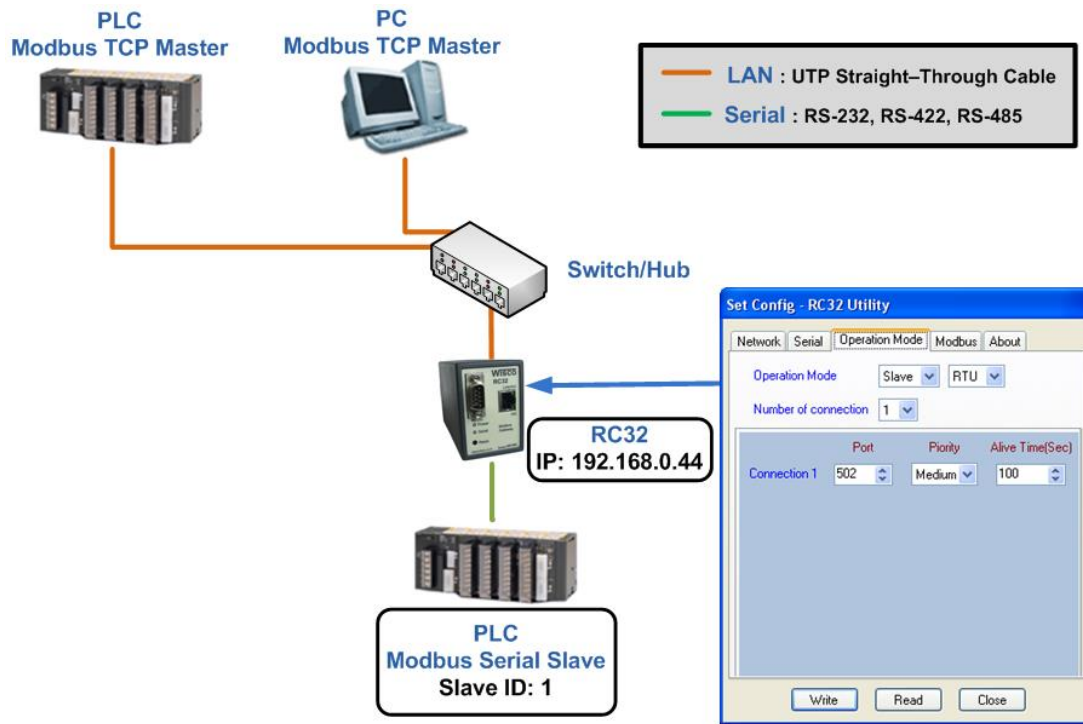 PLC
Modbus TCP Master
PC
Modbus TCP Master
LAN : UTP Straight–Through Cable
Serial : RS-232, RS-422, RS-485
Switch/Hub
WISCO
RC32
RC32
IP: 192.168.0.44
PLC
Modbus Serial Slave
Slave ID: 1
Set Config - RC32 Utility
Network Serial Operation Mode Modbus About
Operation Mode Slave RTU
Number of connection 1
Port Piority Alive Time(Sec)
Connection 1 502 Medium 100
Write Read Close